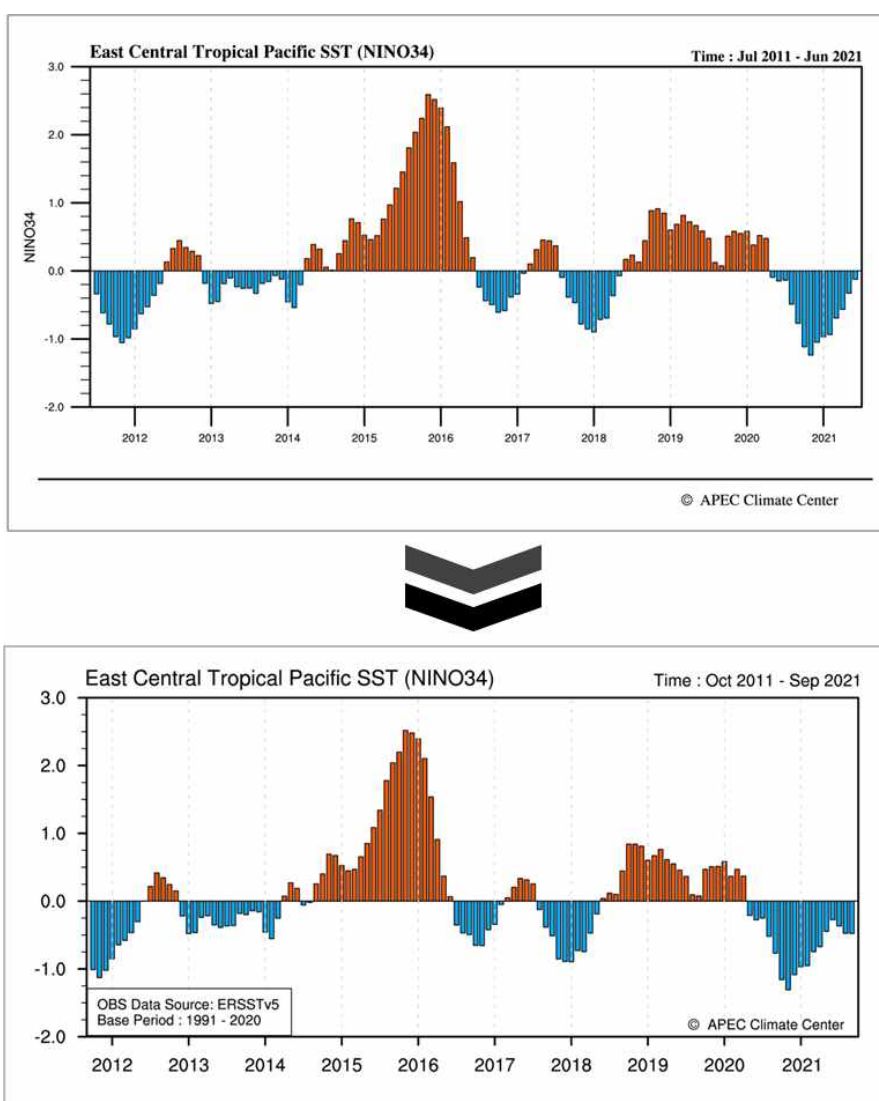 East Central Tropical Pacific SST (NINO34) Time : Jul 2011 - Jun 2021
3.0
2.0
1.0
0.0
-1.0
-2.0
NINO34
2012 2013 2014 2015 2016 2017 2018 2019 2020 2021
© APEC Climate Center
East Central Tropical Pacific SST (NINO34) Time : Oct 2011 - Sep 2021
3.0
2.0
1.0
0.0
-1.0
-2.0
OBS Data Source: ERSSTv5
Base Period : 1991 - 2020
© APEC Climate Center
2012 2013 2014 2015 2016 2017 2018 2019 2020 2021